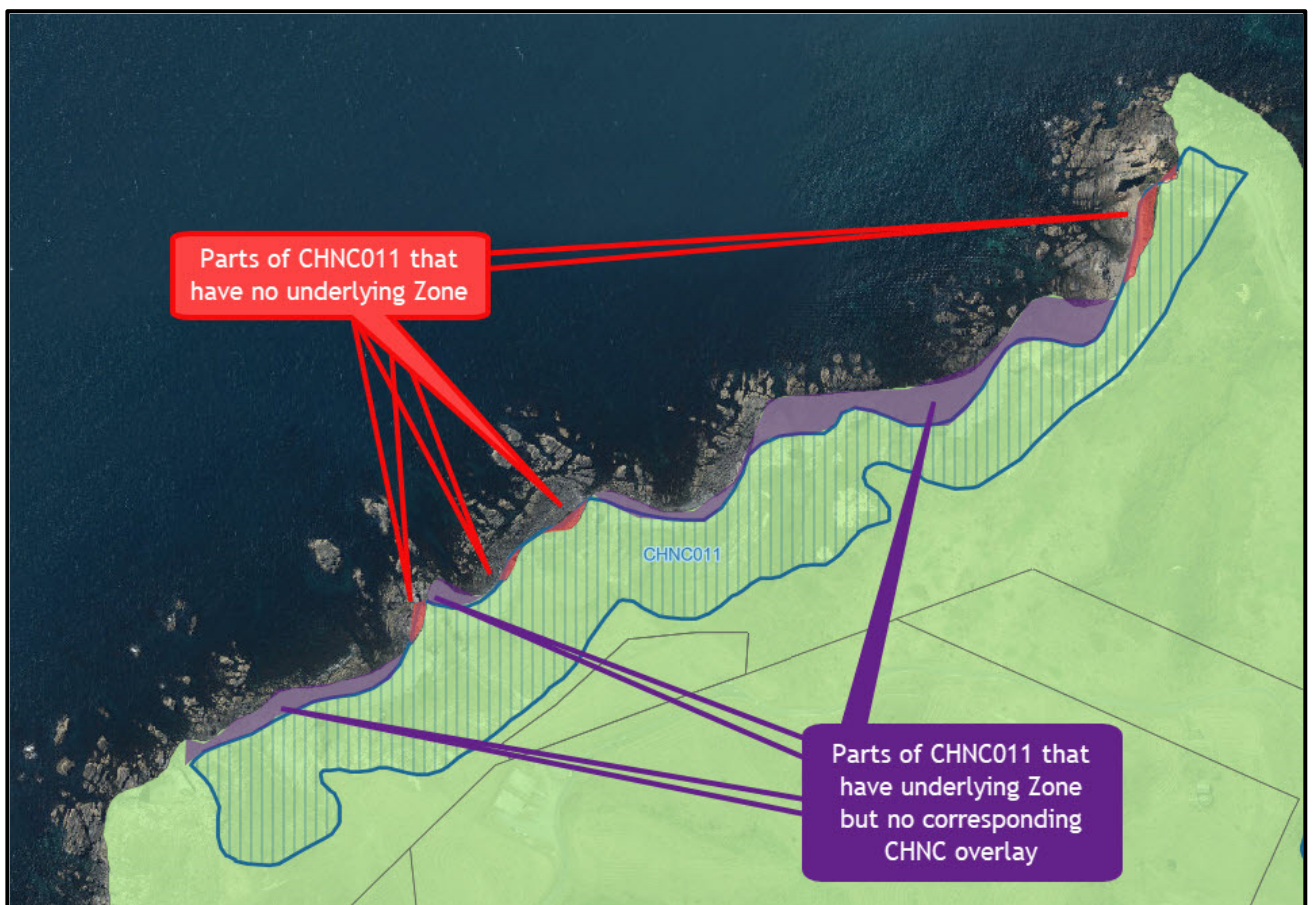 Parts of CHNC011 that
have no underlying Zone
CHNC011
Parts of CHNC011 that
have underlying Zone
but no corresponding
CHNC overlay